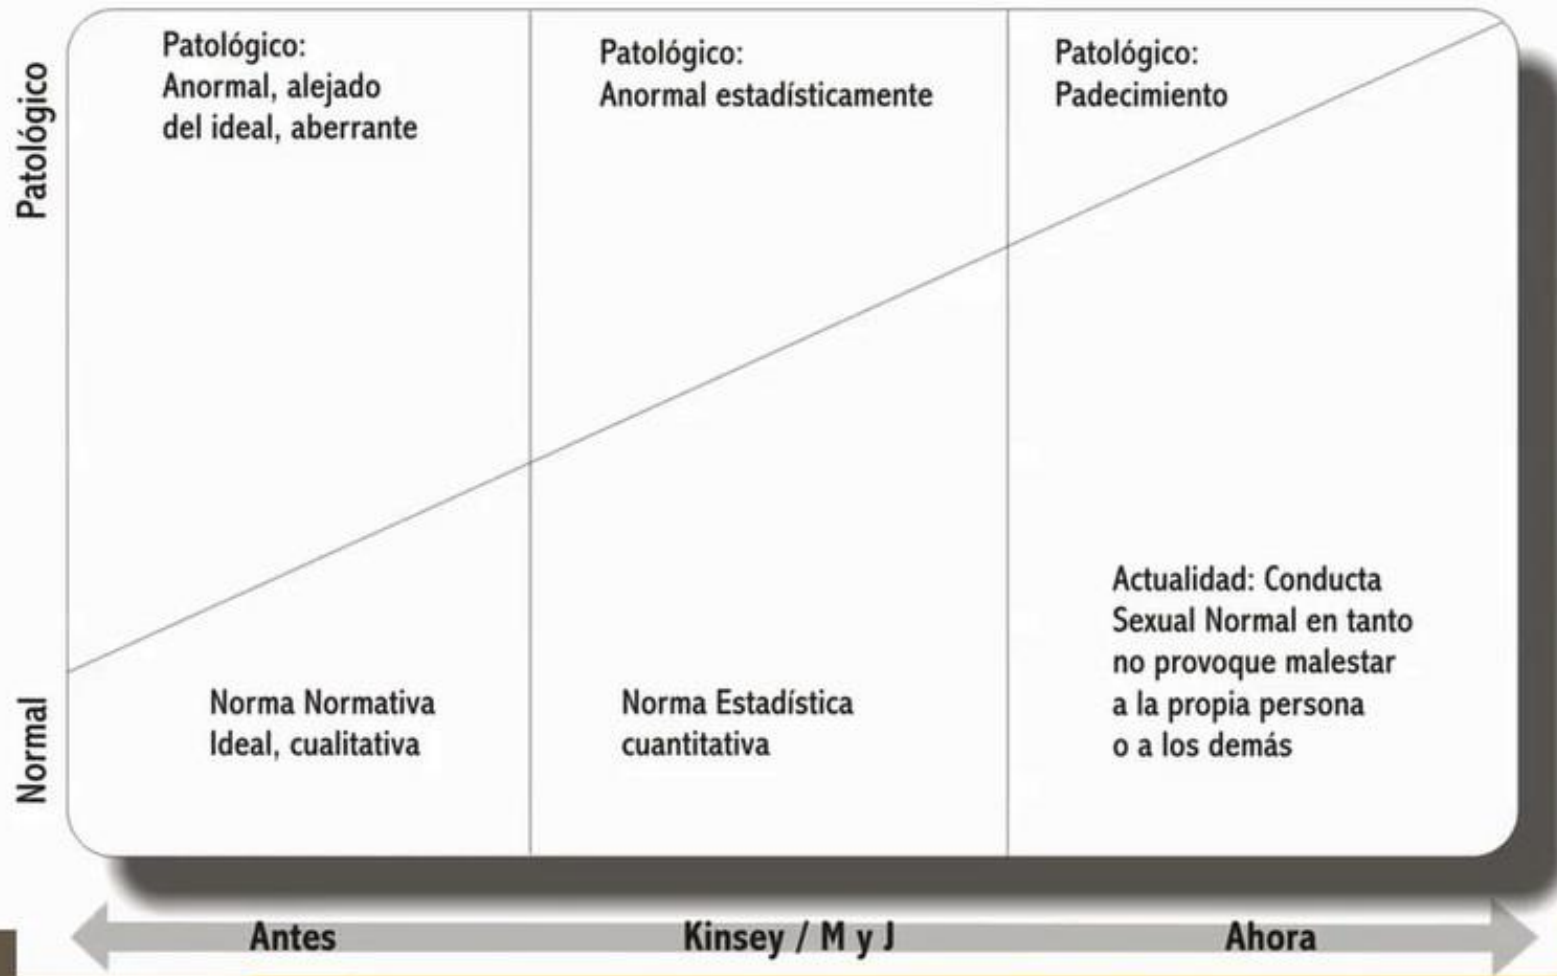 Patológico
Patológico:
Anormal, alejado
del ideal, aberrante
Patológico:
Anormal estadísticamente
Patológico:
Padecimiento
Normal
Norma Normativa
Ideal, cualitativa
Norma Estadística
cuantitativa
Actualidad: Conducta
Sexual Normal en tanto
no provoque malestar
a la propia persona
o a los demás
Antes
Kinsey / M y J
Ahora